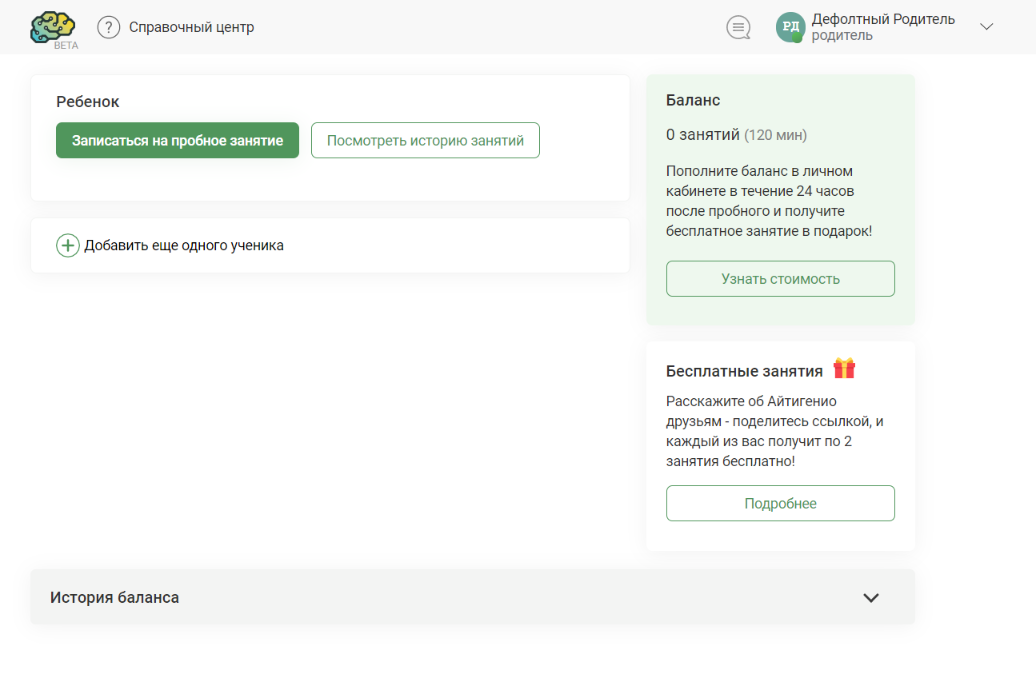 BETA
? Справочный центр
РД
Дефолтный Родитель
родитель
Ребенок
Записаться на пробное занятие
Посмотреть историю занятий
Добавить еще одного ученика
Баланс
0 занятий (120 мин)
Пополните баланс в личном
кабинете в течение 24 часов
после пробного и получите
бесплатное занятие в подарок!
Узнать стоимость
Бесплатные занятия
Расскажите об Айтигенио
друзьям - поделитесь ссылкой, и
каждый из вас получит по 2
занятия бесплатно!
Подробнее
История баланса